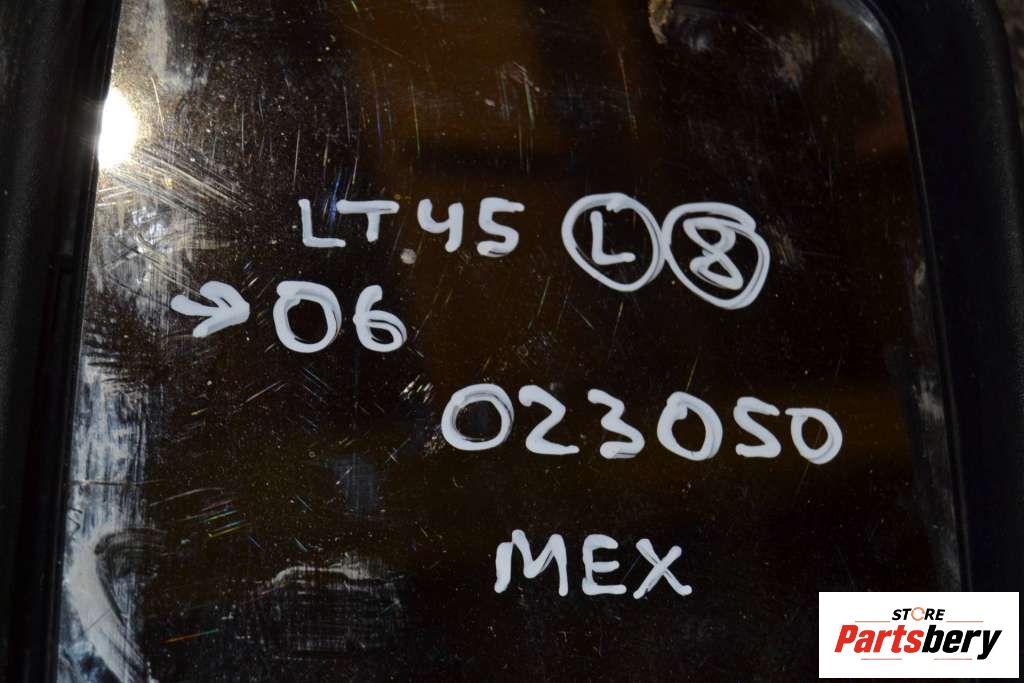 LT45 L 8
→ 06
023050
MEX
STORE
Partsbery